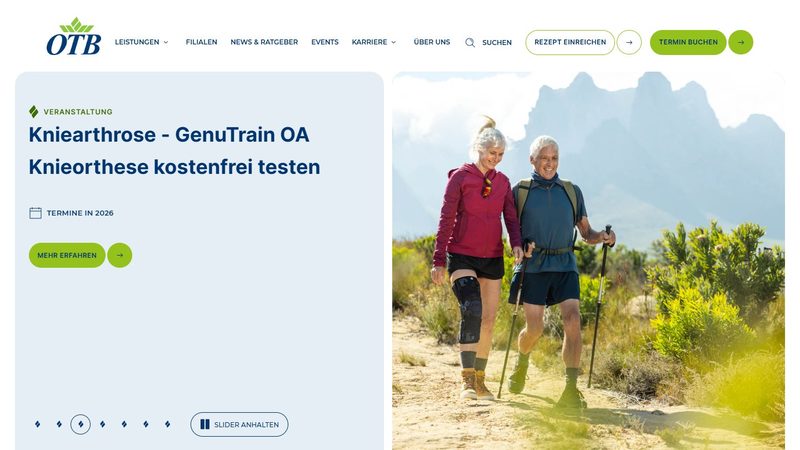 OTB
LEISTUNGEN
FILIALEN
NEWS & RATGEBER
EVENTS
KARRIERE
ÜBER UNS
SUCHEN
REZEPT EINREICHEN
TERMIN BUCHEN
VERANSTALTUNG
Kniearthrose - GenuTrain OA
Knieorthese kostenfrei testen
TERMINE IN 2026
MEHR ERFAHREN
SLIDER ANHALTEN